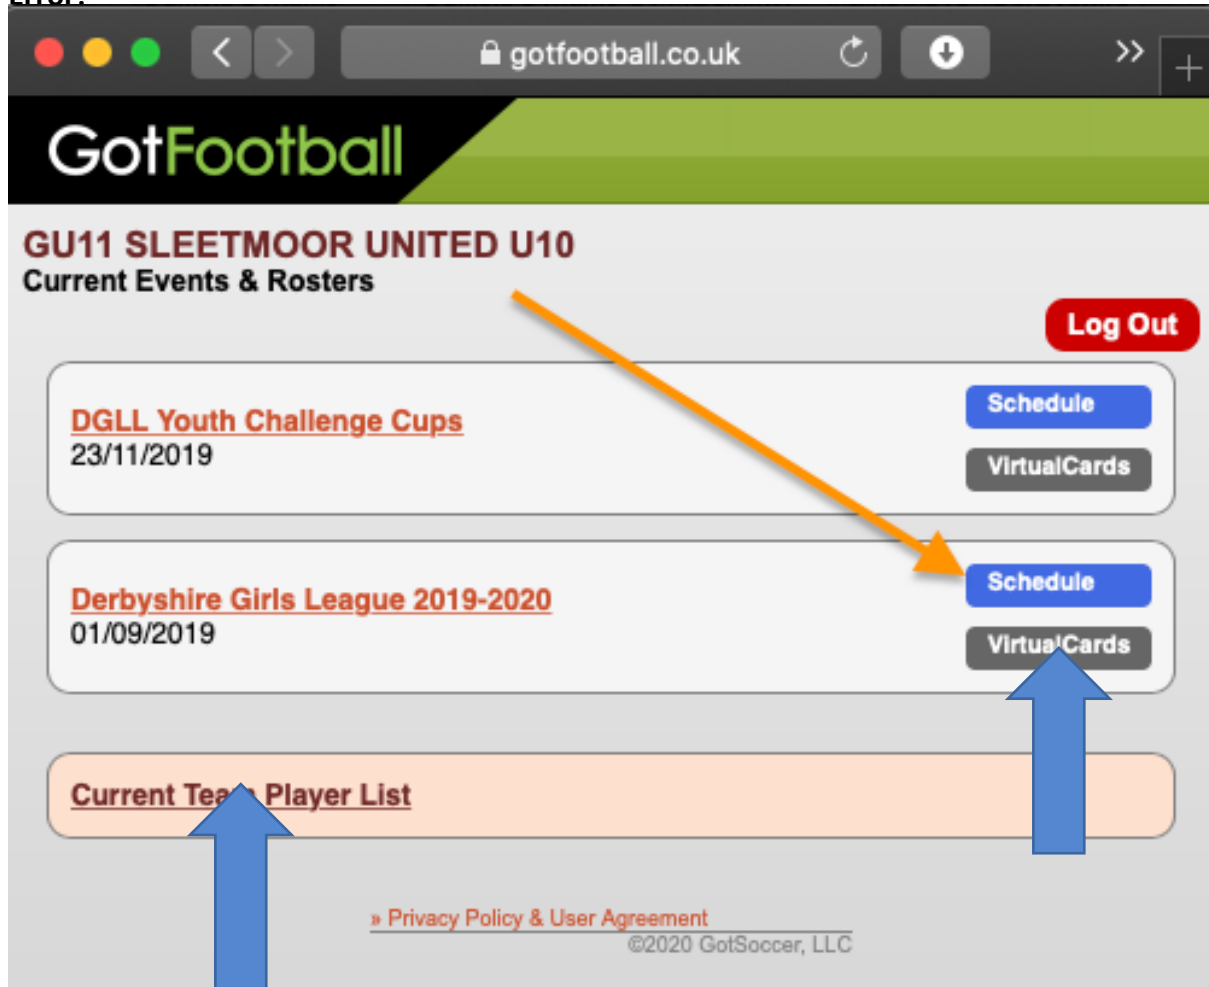 gotfootball.co.uk
GotFootball
GU11 SLEETMOOR UNITED U10
Current Events & Rosters
Log Out
DGLL Youth Challenge Cups
23/11/2019
Schedule
VirtualCards
Derbyshire Girls League 2019-2020
01/09/2019
Schedule
VirtualCards
Current Team Player List
» Privacy Policy & User Agreement
©2020 GotSoccer, LLC